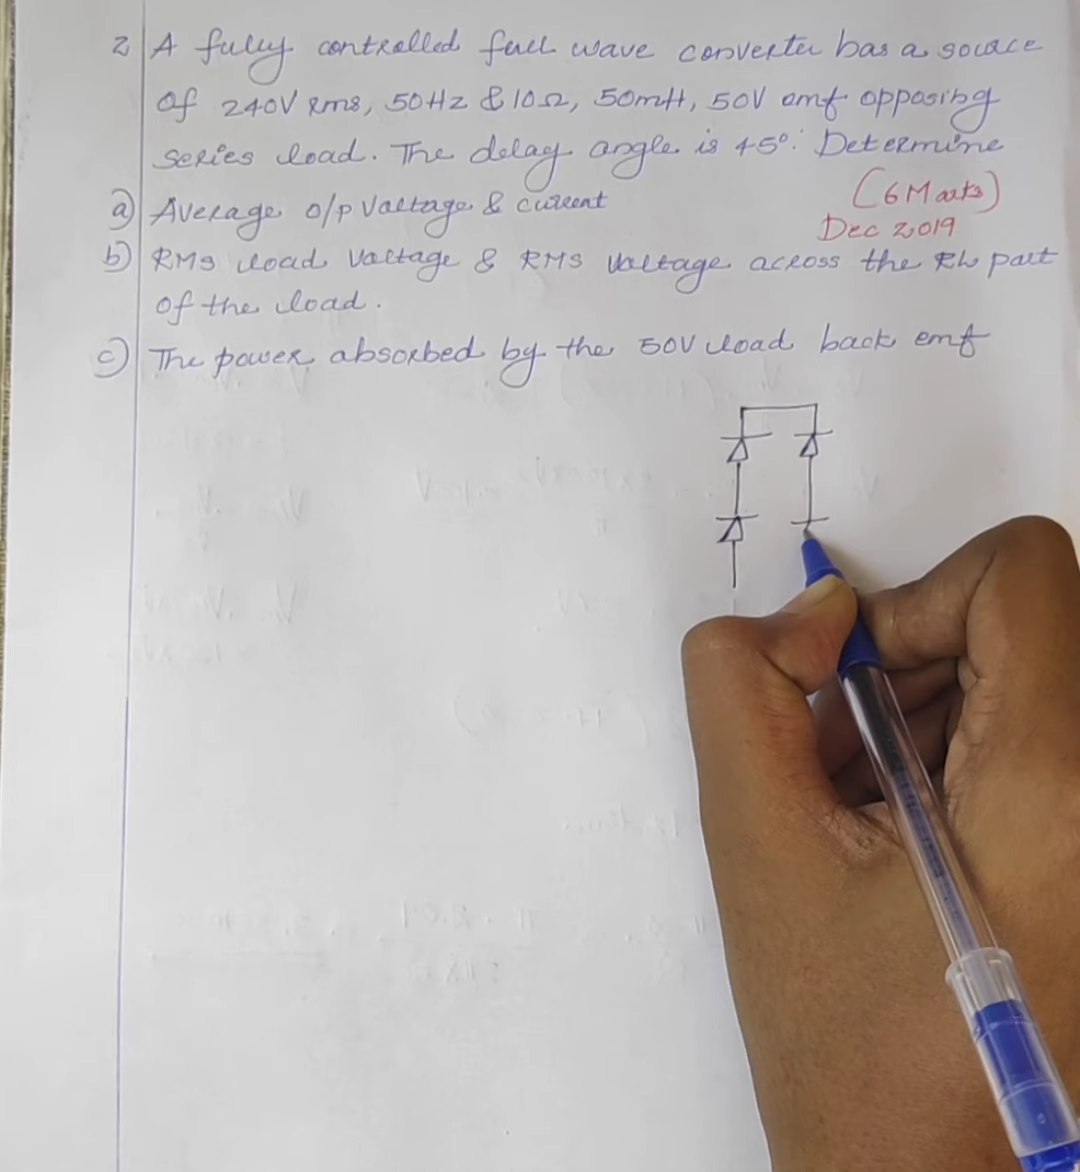 2 A fully controlled full wave converter has a source
of 240V rms, 50Hz & 10Ω, 50mH, 50V emf opposing
series load. The delay angle is 45°. Determine
(6 Marks)
a) Average o/p Voltage & current
Dec 2019
b) RMS load Voltage & RMS Voltage across the RL part
of the load.
c) The power absorbed by the 50V load back emf